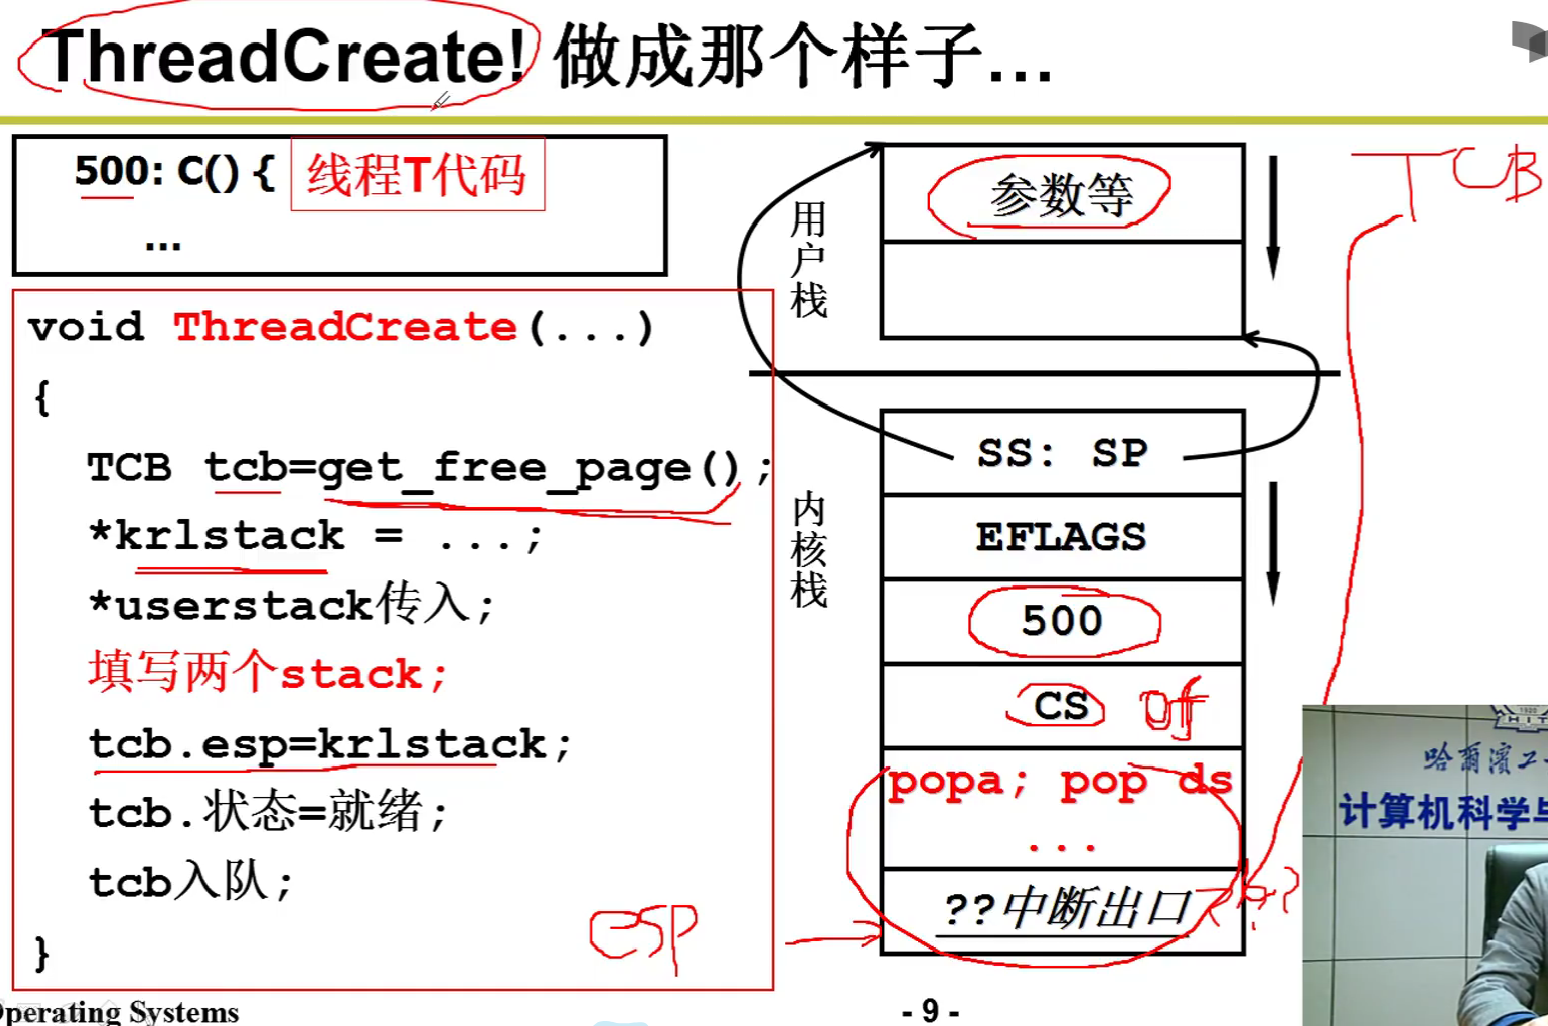 ThreadCreate! 做成那个样子...
500: C() { 线程T代码
...
void ThreadCreate(...)
{
TCB tcb=get_free_page();
*krlstack = ...;
*userstack传入;
填写两个stack;
tcb.esp=krlstack;
tcb.状态=就绪;
tcb入队;
}
ESP
用户栈
参数等
TCB
内核栈
SS: SP
EFLAGS
500
CS
popa; pop ds
...
??中断出口
1920
HIT
哈爾濱工
计算机科学与
Operating Systems
- 9 -